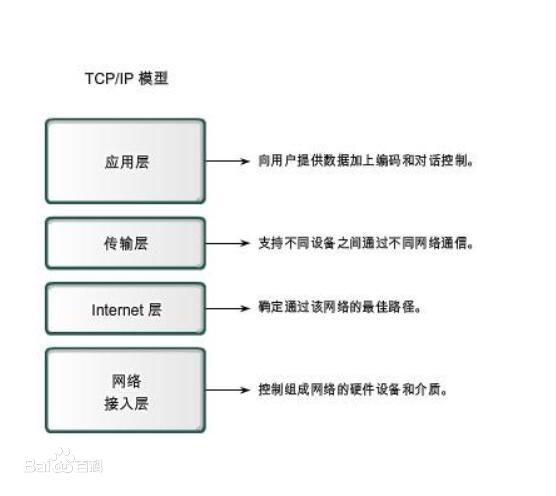 TCP/IP 模型
应用层
向用户提供数据加上编码和对话控制。
传输层
支持不同设备之间通过不同网络通信。
Internet 层
确定通过该网络的最佳路径。
网络
接入层
控制组成网络的硬件设备和介质。
Bai百科